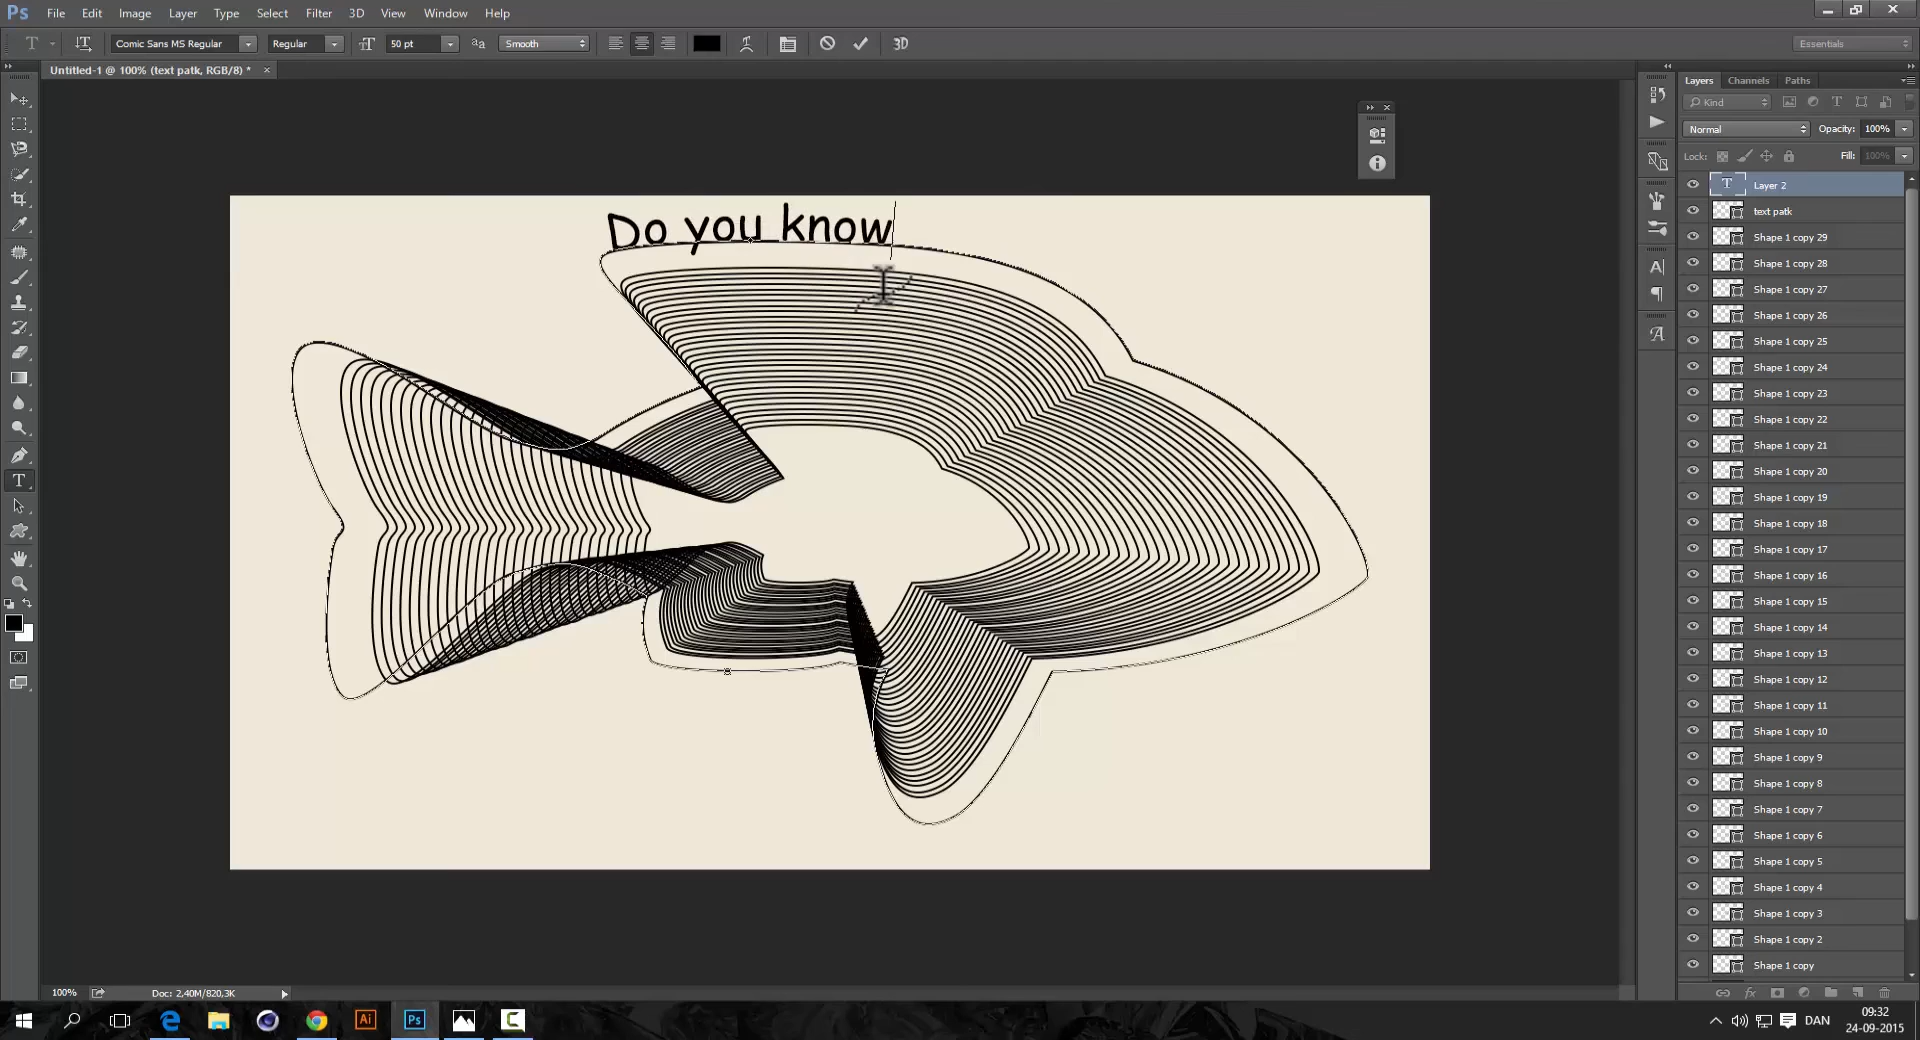 Ps File Edit Image Layer Type Select Filter 3D View Window Help
T Comic Sans MS Regular Regular 50 pt aa Smooth 3D Essentials
Untitled-1 @ 100% (text patk, RGB/8) * ×
Layers Channels Paths
Kind
Normal Opacity: 100%
Lock: Fill: 100%
Do you know
T Layer 2
text patk
Shape 1 copy 29
Shape 1 copy 28
Shape 1 copy 27
Shape 1 copy 26
Shape 1 copy 25
Shape 1 copy 24
Shape 1 copy 23
Shape 1 copy 22
Shape 1 copy 21
Shape 1 copy 20
Shape 1 copy 19
Shape 1 copy 18
Shape 1 copy 17
Shape 1 copy 16
Shape 1 copy 15
Shape 1 copy 14
Shape 1 copy 13
Shape 1 copy 12
Shape 1 copy 11
Shape 1 copy 10
Shape 1 copy 9
Shape 1 copy 8
Shape 1 copy 7
Shape 1 copy 6
Shape 1 copy 5
Shape 1 copy 4
Shape 1 copy 3
Shape 1 copy 2
Shape 1 copy
100% Doc: 2,40M/820,3K
fx
Ai Ps C DAN 09:32
24-09-2015